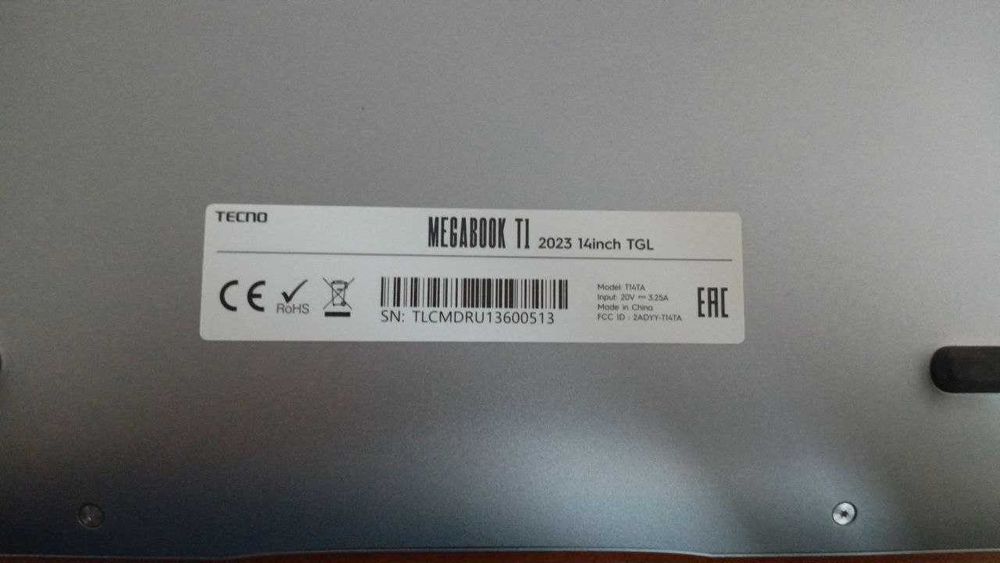 TECNO
MEGABOOK T1 2023 14inch TGL
CE
RoHS
SN: TLCMDRU13600513
Model: T14TA
Input: 20V ⎓ 3.25A
Made in China
FCC ID : 2ADYY-T14TA
EAC